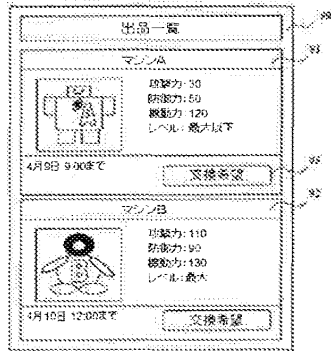 出品一覧
マシンA
A
攻撃力:30
防御力:50
機動力:120
レベル:最大以下
4月9日 9:00まで
交換希望
マシンB
B
攻撃力:110
防御力:90
機動力:130
レベル:最大
4月10日 12:00まで
交換希望